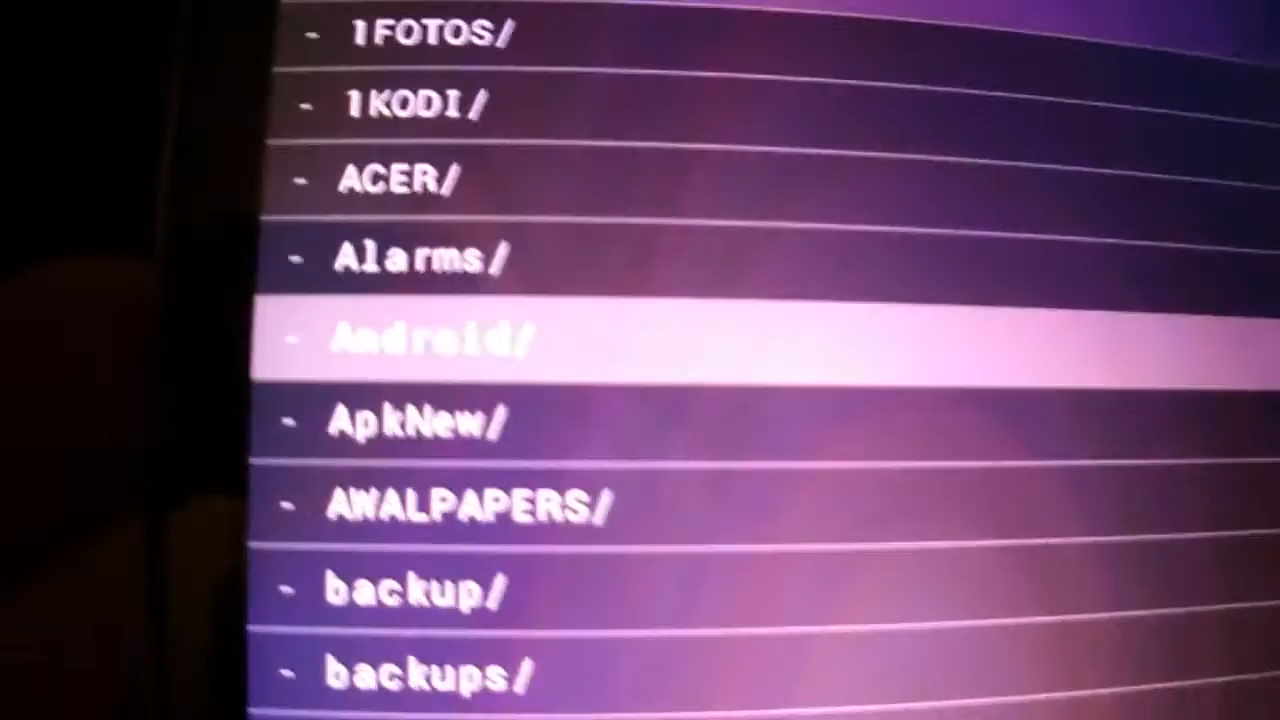 - 1FOTOS/
- 1KODI/
- ACER/
- Alarms/
- Android/
- ApkNew/
- AWALPAPERS/
- backup/
- backups/